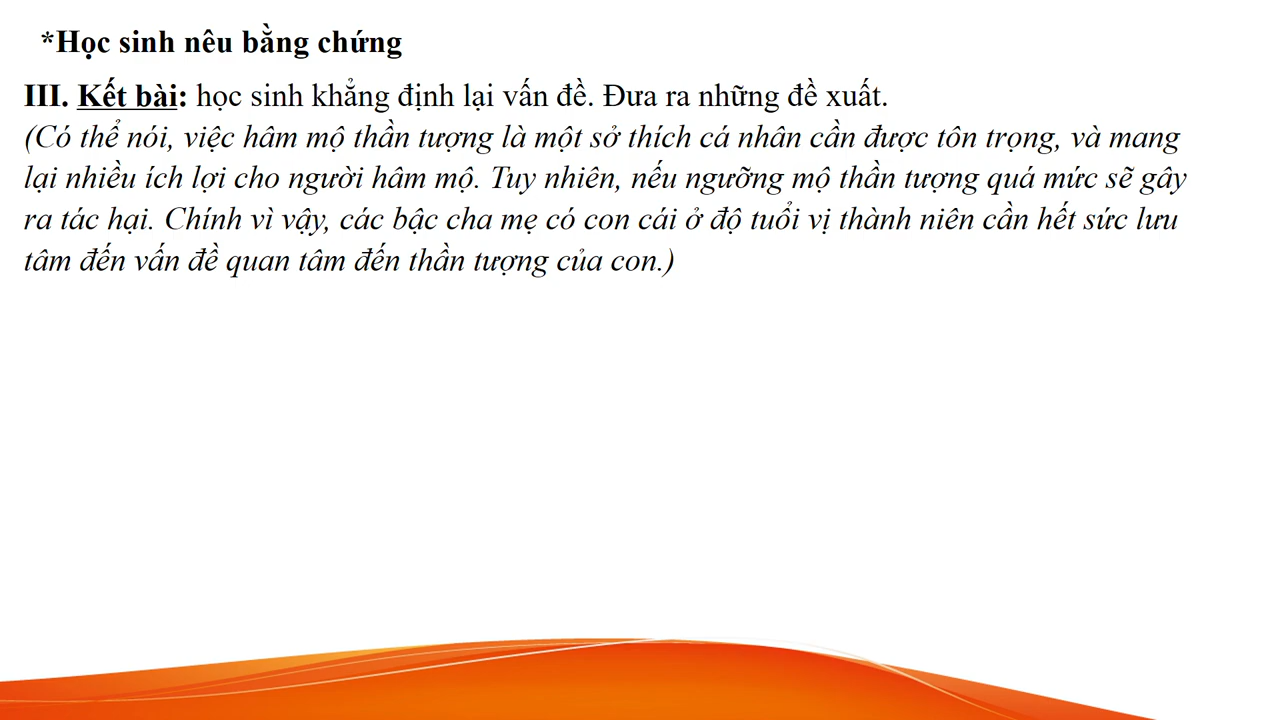 *Học sinh nêu bằng chứng
III. Kết bài: học sinh khẳng định lại vấn đề. Đưa ra những đề xuất.
(Có thể nói, việc hâm mộ thần tượng là một sở thích cá nhân cần được tôn trọng, và mang
lại nhiều ích lợi cho người hâm mộ. Tuy nhiên, nếu ngưỡng mộ thần tượng quá mức sẽ gây
ra tác hại. Chính vì vậy, các bậc cha mẹ có con cái ở độ tuổi vị thành niên cần hết sức lưu
tâm đến vấn đề quan tâm đến thần tượng của con.)